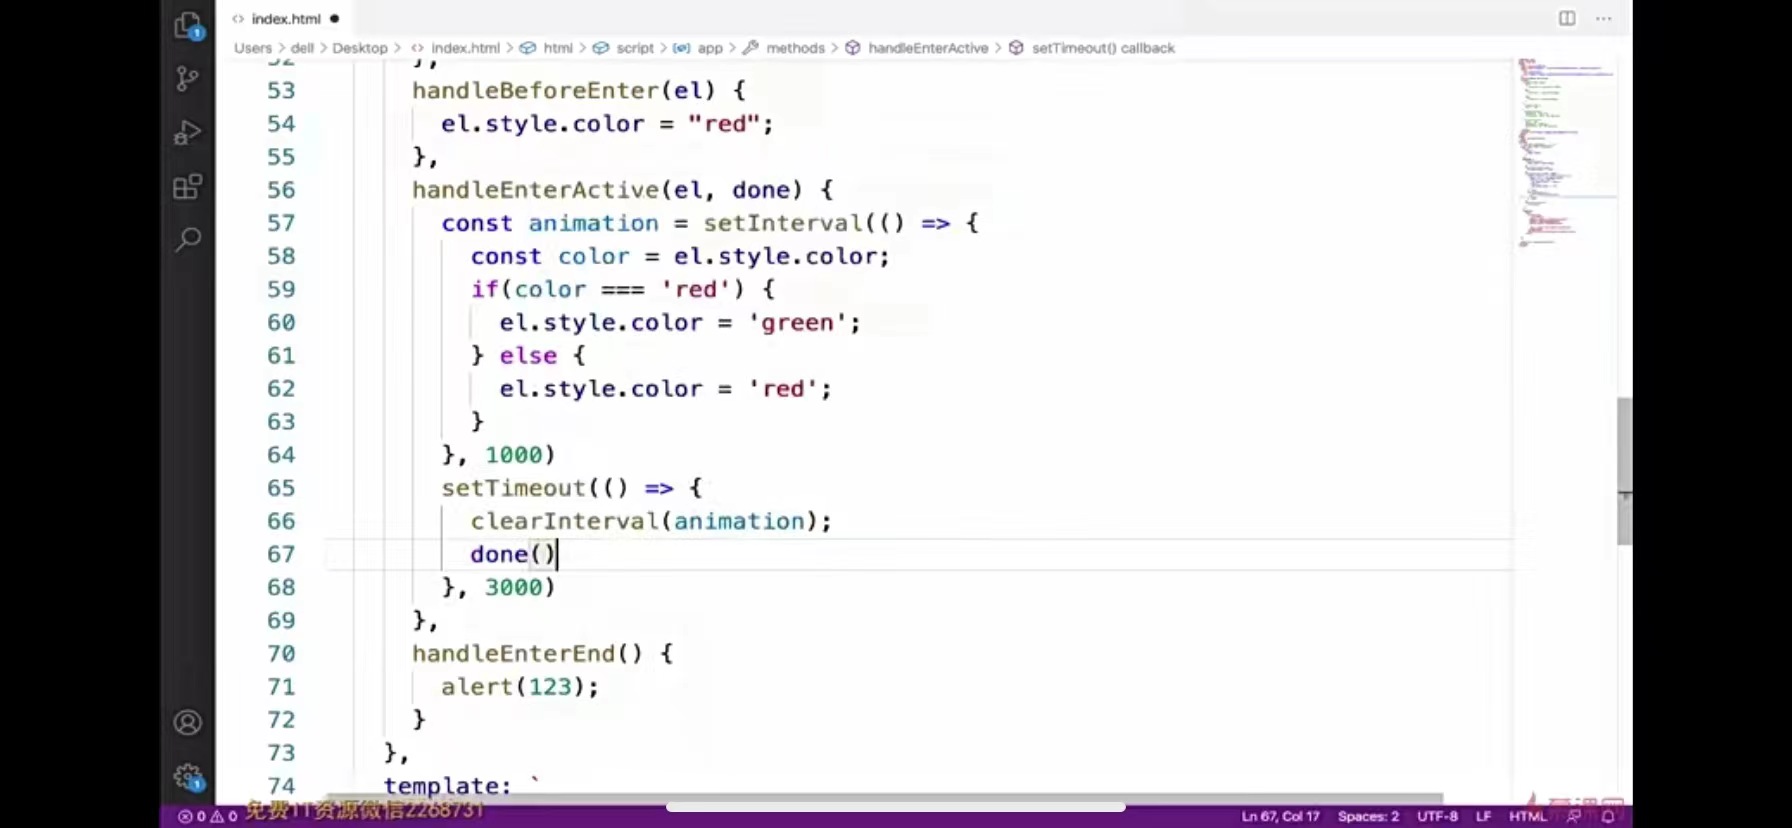 index.html
Users > dell > Desktop > index.html > html > script > app > methods > handleEnterActive > setTimeout() callback
52 },
53 handleBeforeEnter(el) {
54 el.style.color = "red";
55 },
56 handleEnterActive(el, done) {
57 const animation = setInterval(() => {
58 const color = el.style.color;
59 if(color === 'red') {
60 el.style.color = 'green';
61 } else {
62 el.style.color = 'red';
63 }
64 }, 1000)
65 setTimeout(() => {
66 clearInterval(animation);
67 done()
68 }, 3000)
69 },
70 handleEnterEnd() {
71 alert(123);
72 }
73 },
74 template: `
0 0 免费IT资源微信2268731 Ln 67, Col 17 Spaces: 2 UTF-8 LF HTML